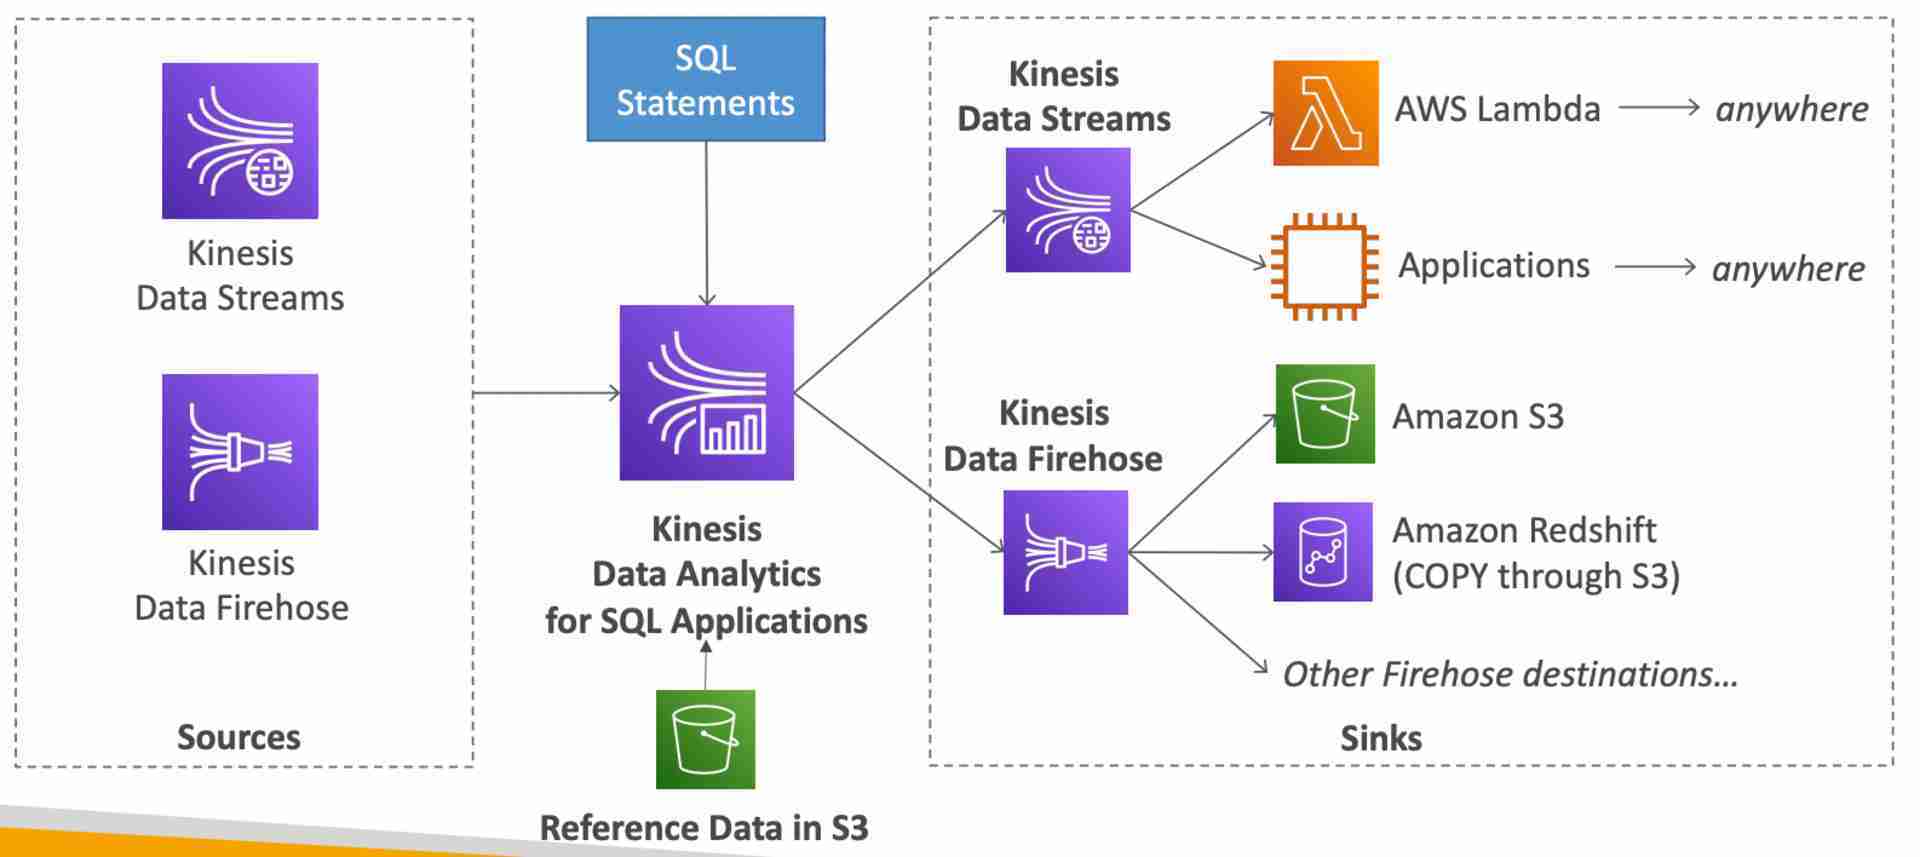 Kinesis
Data Streams
Kinesis
Data Firehose
Sources
SQL
Statements
Kinesis
Data Analytics
for SQL Applications
Reference Data in S3
Kinesis
Data Streams
AWS Lambda
anywhere
Applications
anywhere
Kinesis
Data Firehose
Amazon S3
Amazon Redshift
(COPY through S3)
Other Firehose destinations...
Sinks